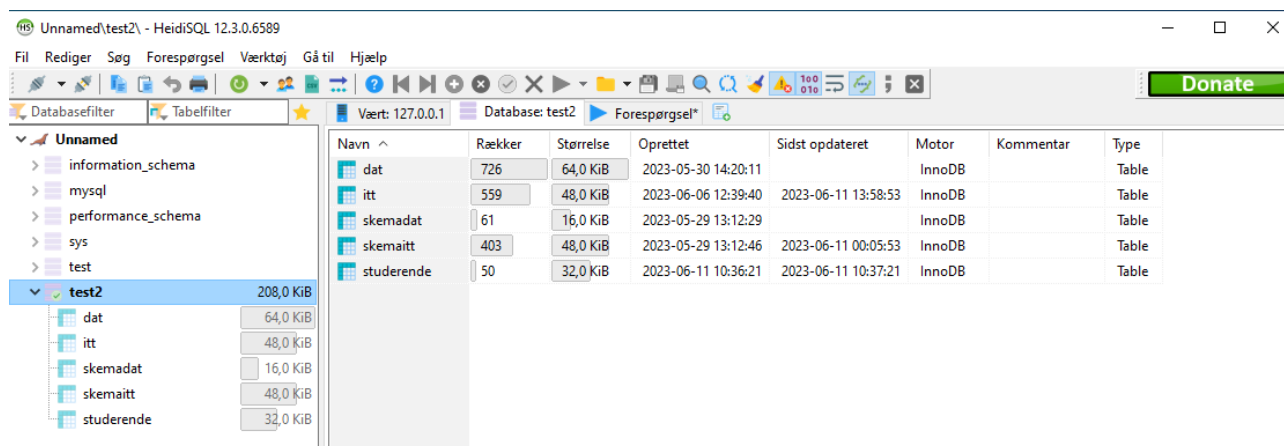 Unnamed\test2\ - HeidiSQL 12.3.0.6589
Fil Rediger Søg Forespørgsel Værktøj Gå til Hjælp
Donate
Databasefilter Tabelfilter Vært: 127.0.0.1 Database: test2 Forespørgsel*
Unnamed
information_schema
mysql
performance_schema
sys
test
test2 208,0 KiB
dat 64,0 KiB
itt 48,0 KiB
skemadat 16,0 KiB
skemaitt 48,0 KiB
studerende 32,0 KiB
Navn Rækker Størrelse Oprettet Sidst opdateret Motor Kommentar Type
dat 726 64,0 KiB 2023-05-30 14:20:11 InnoDB Table
itt 559 48,0 KiB 2023-06-06 12:39:40 2023-06-11 13:58:53 InnoDB Table
skemadat 61 16,0 KiB 2023-05-29 13:12:29 InnoDB Table
skemaitt 403 48,0 KiB 2023-05-29 13:12:46 2023-06-11 00:05:53 InnoDB Table
studerende 50 32,0 KiB 2023-06-11 10:36:21 2023-06-11 10:37:21 InnoDB Table